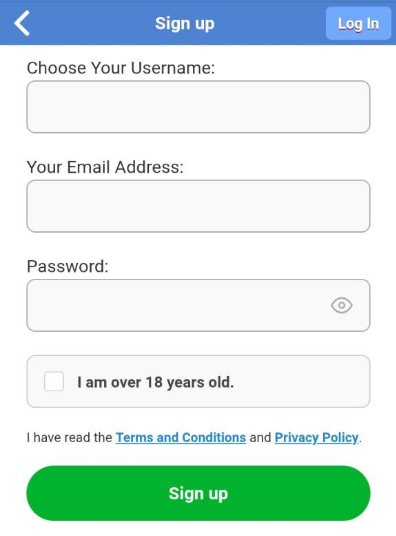 Sign up
Log In
Choose Your Username:
Your Email Address:
Password:
I am over 18 years old.
I have read the Terms and Conditions and Privacy Policy.
Sign up